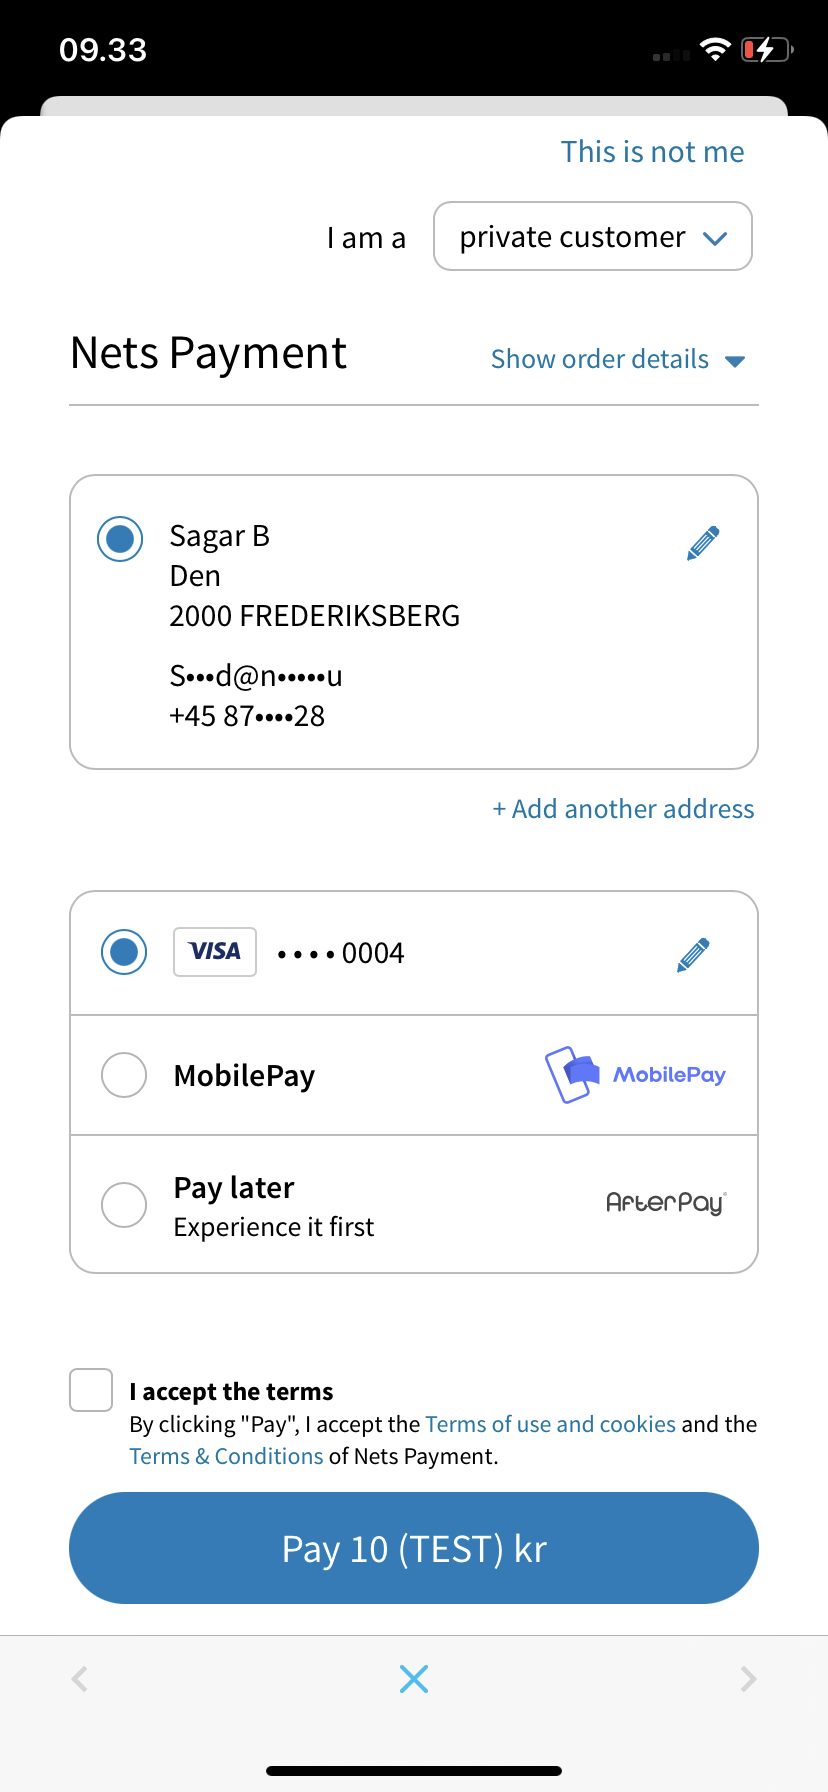 09.33
This is not me
I am a private customer
Nets Payment Show order details
Sagar B
Den
2000 FREDERIKSBERG
S•••d@n•••••u
+45 87••••28
+ Add another address
VISA •••• 0004
MobilePay MobilePay
Pay later
Experience it first
AfterPay
I accept the terms
By clicking "Pay", I accept the Terms of use and cookies and the
Terms & Conditions of Nets Payment.
Pay 10 (TEST) kr